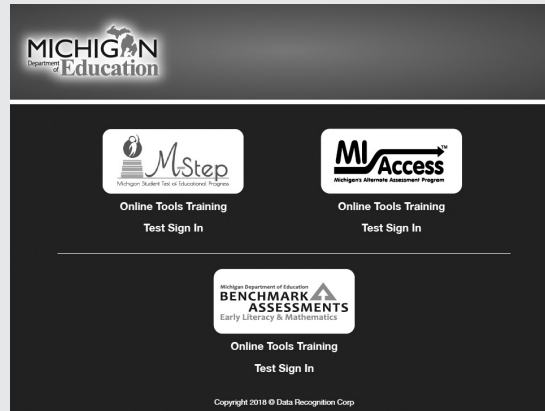 MICHIGAN
Department of Education
M-Step
Michigan Student Test of Educational Progress
Online Tools Training
Test Sign In
MI Access™
Michigan's Alternate Assessment Program
Online Tools Training
Test Sign In
Michigan Department of Education
BENCHMARK
ASSESSMENTS
Early Literacy & Mathematics
Online Tools Training
Test Sign In
Copyright 2018 © Data Recognition Corp